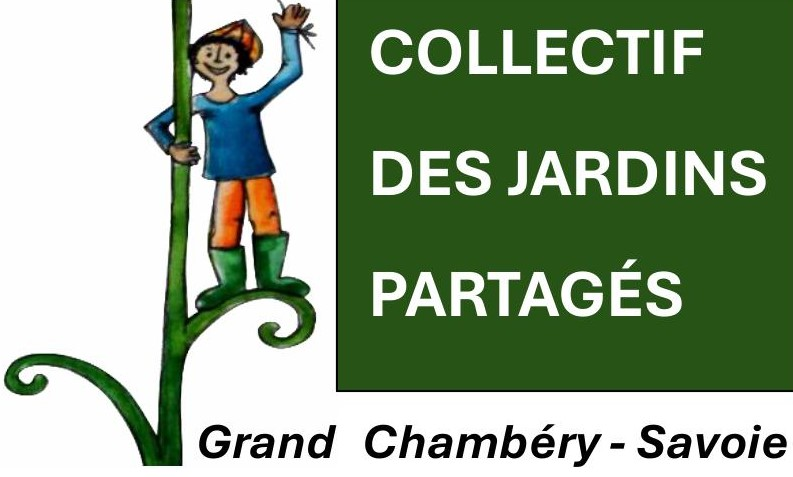 COLLECTIF
DES JARDINS
PARTAGÉS
Grand Chambéry - Savoie